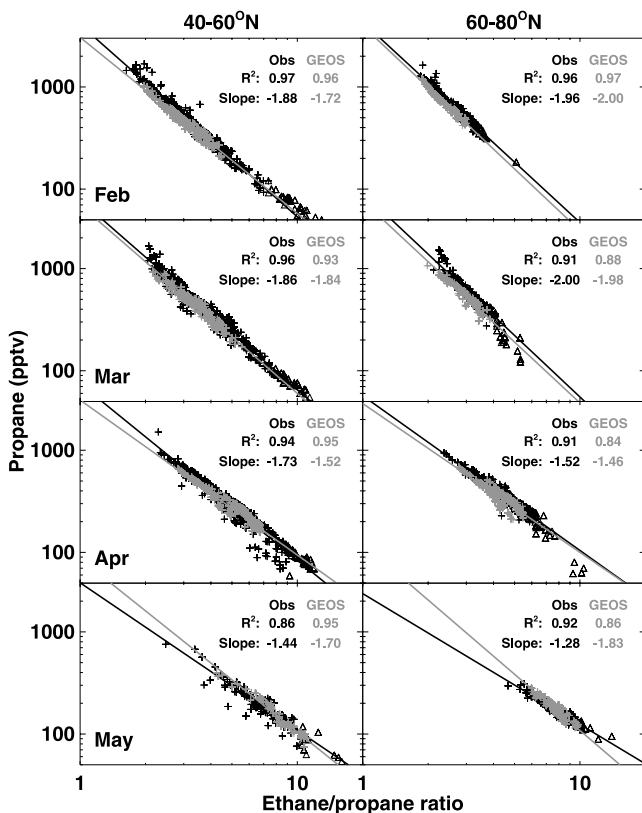 40-60°N
60-80°N
Propane (pptv)
1000
100
Feb
Obs GEOS
R²: 0.97 0.96
Slope: -1.88 -1.72
Obs GEOS
R²: 0.96 0.97
Slope: -1.96 -2.00
1000
100
Mar
Obs GEOS
R²: 0.96 0.93
Slope: -1.86 -1.84
Obs GEOS
R²: 0.91 0.88
Slope: -2.00 -1.98
1000
100
Apr
Obs GEOS
R²: 0.94 0.95
Slope: -1.73 -1.52
Obs GEOS
R²: 0.91 0.84
Slope: -1.52 -1.46
1000
100
May
Obs GEOS
R²: 0.86 0.95
Slope: -1.44 -1.70
Obs GEOS
R²: 0.92 0.86
Slope: -1.28 -1.83
1 10 1 10
Ethane/propane ratio